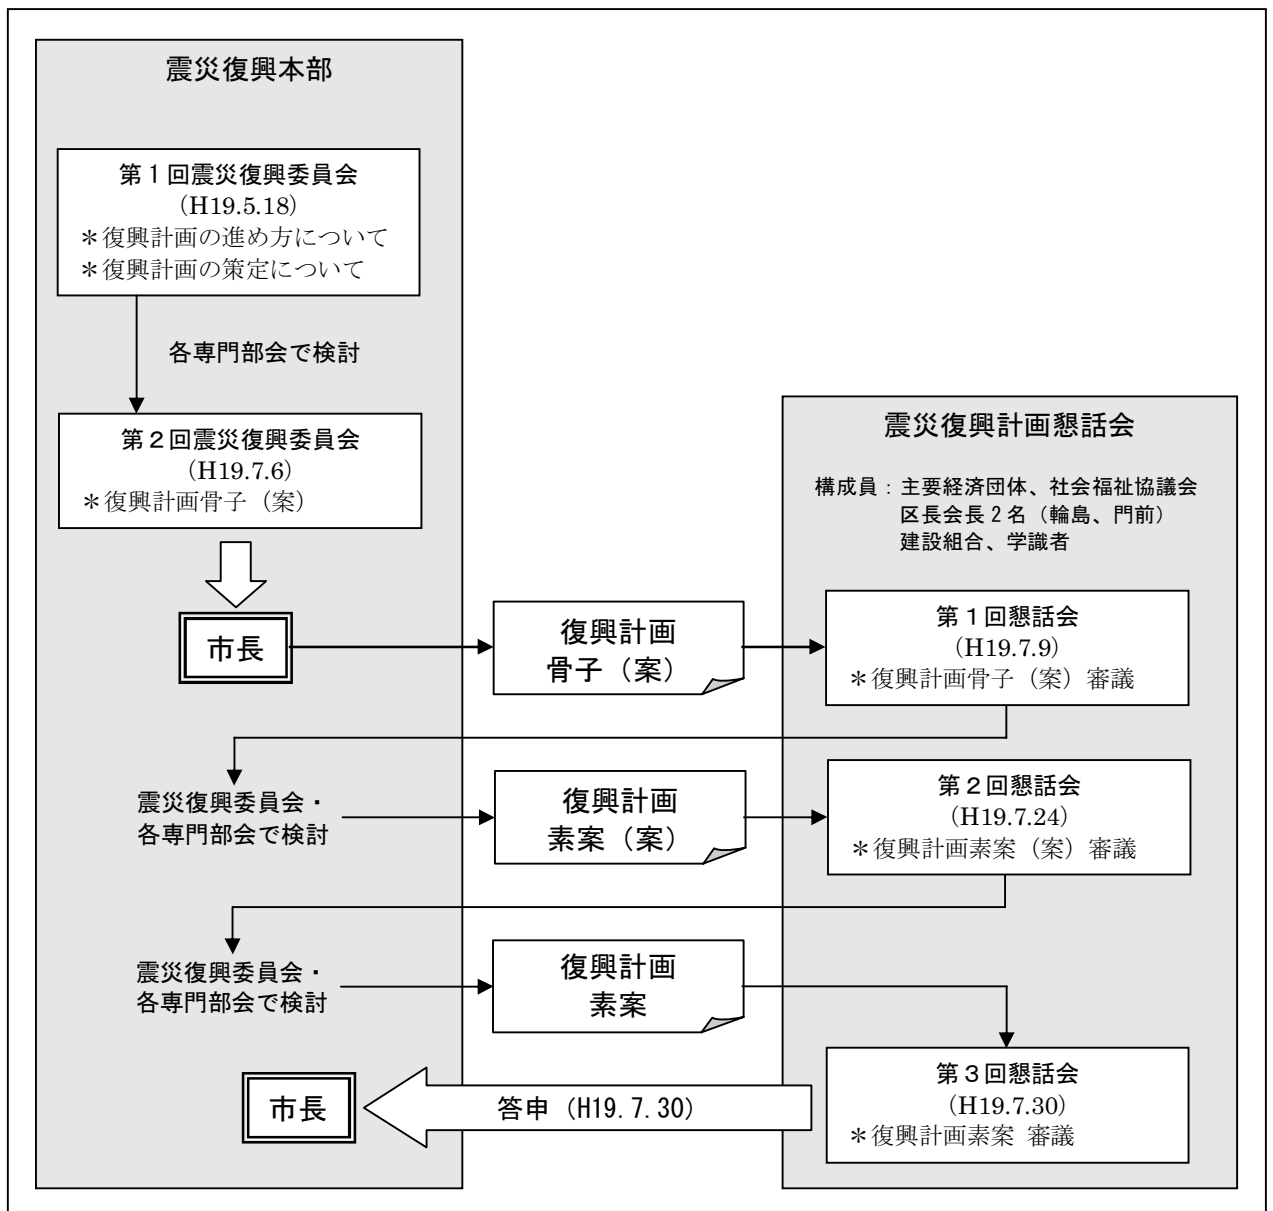 震災復興本部
第1回震災復興委員会
(H19.5.18)
＊復興計画の進め方について
＊復興計画の策定について
各専門部会で検討
第2回震災復興委員会
(H19.7.6)
＊復興計画骨子（案）
市長
復興計画
骨子（案）
震災復興計画懇話会
構成員：主要経済団体、社会福祉協議会
区長会長2名（輪島、門前）
建設組合、学識者
第1回懇話会
(H19.7.9)
＊復興計画骨子（案）審議
震災復興委員会・
各専門部会で検討
復興計画
素案（案）
第2回懇話会
(H19.7.24)
＊復興計画素案（案）審議
震災復興委員会・
各専門部会で検討
復興計画
素案
第3回懇話会
(H19.7.30)
＊復興計画素案 審議
答申（H19.7.30）
市長